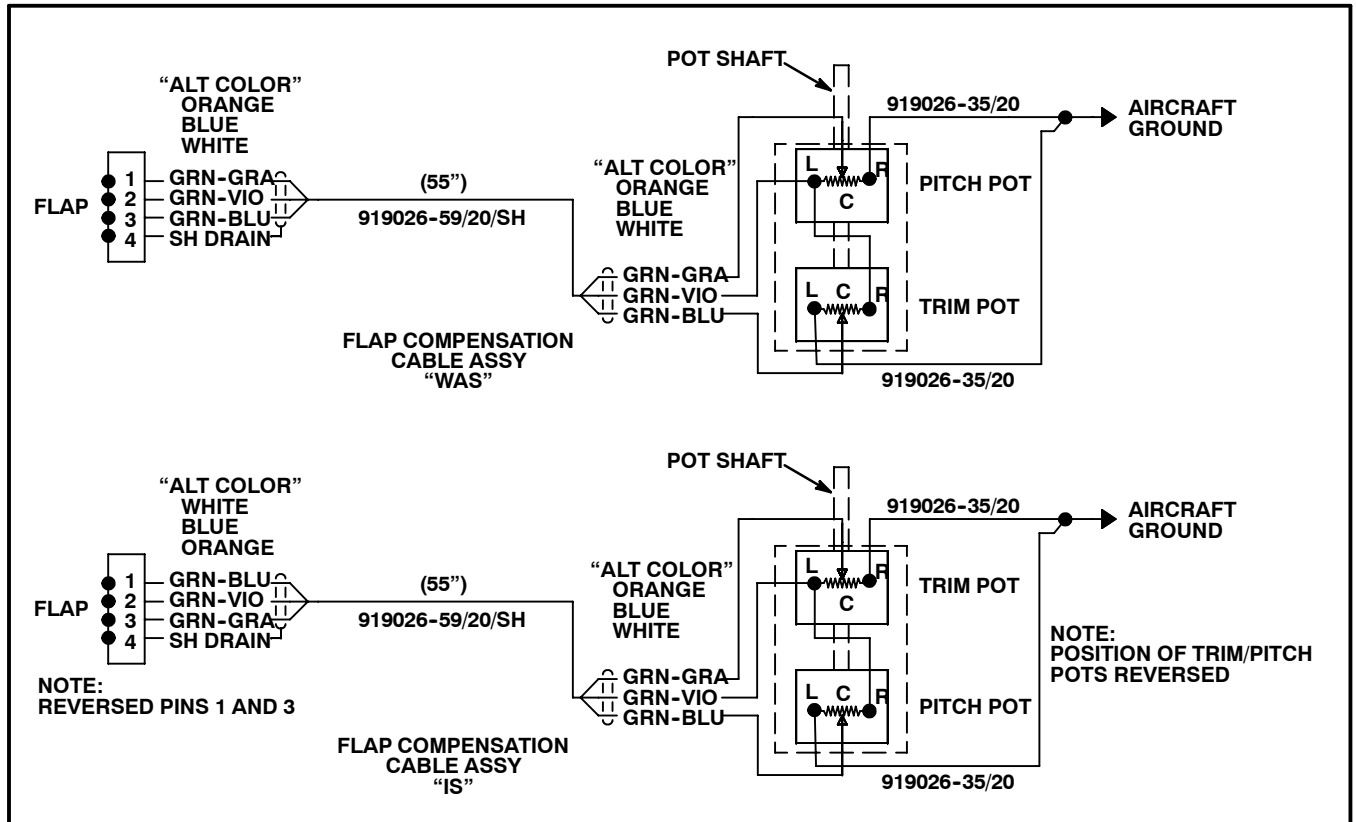 “ALT COLOR”
ORANGE
BLUE
WHITE
FLAP
1
GRN-GRA
2
GRN-VIO
3
GRN-BLU
4
SH DRAIN
(55”)
919026-59/20/SH
FLAP COMPENSATION
CABLE ASSY
“WAS”
“ALT COLOR”
ORANGE
BLUE
WHITE
GRN-GRA
GRN-VIO
GRN-BLU
POT SHAFT
919026-35/20
AIRCRAFT
GROUND
L
R
C
PITCH POT
L
C
R
TRIM POT
919026-35/20
“ALT COLOR”
WHITE
BLUE
ORANGE
FLAP
1
GRN-BLU
2
GRN-VIO
3
GRN-GRA
4
SH DRAIN
NOTE:
REVERSED PINS 1 AND 3
(55”)
919026-59/20/SH
FLAP COMPENSATION
CABLE ASSY
“IS”
“ALT COLOR”
ORANGE
BLUE
WHITE
GRN-GRA
GRN-VIO
GRN-BLU
POT SHAFT
919026-35/20
AIRCRAFT
GROUND
L
R
C
TRIM POT
L
C
R
PITCH POT
919026-35/20
NOTE:
POSITION OF TRIM/PITCH
POTS REVERSED